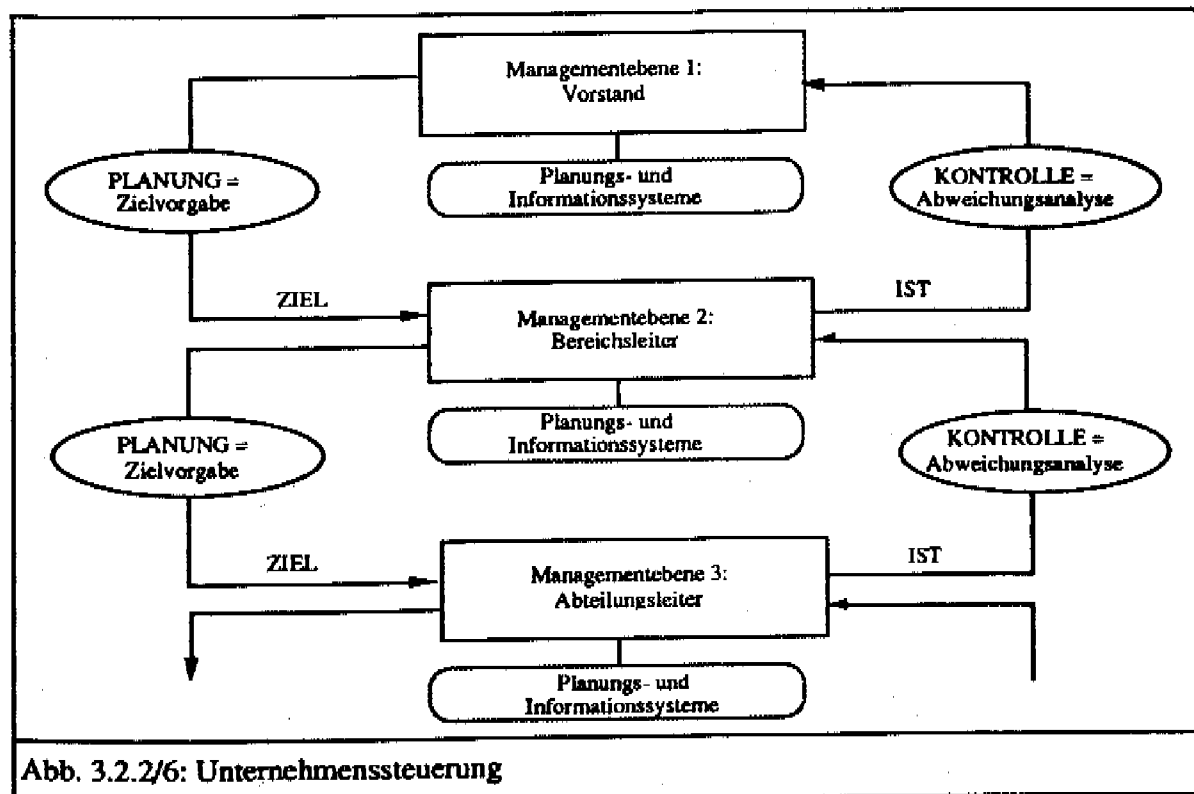 Managementebene 1:
Vorstand
PLANUNG =
Zielvorgabe
Planungs- und
Informationssysteme
KONTROLLE =
Abweichungsanalyse
ZIEL
IST
Managementebene 2:
Bereichsleiter
PLANUNG =
Zielvorgabe
Planungs- und
Informationssysteme
KONTROLLE =
Abweichungsanalyse
ZIEL
IST
Managementebene 3:
Abteilungsleiter
Planungs- und
Informationssysteme
Abb. 3.2.2/6: Unternehmenssteuerung